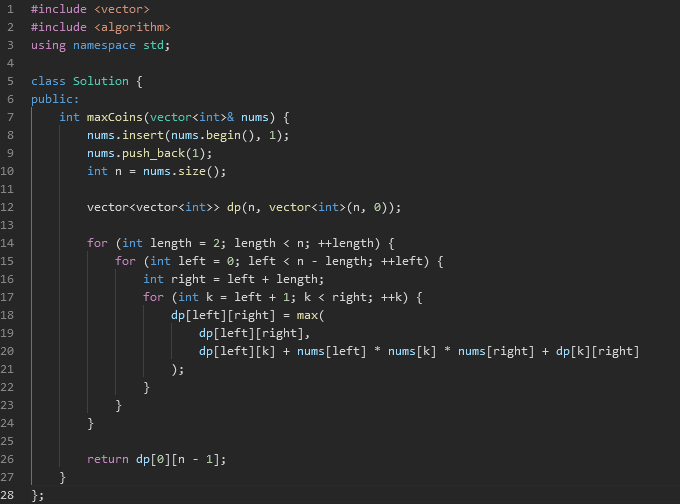 1 #include <vector>
2 #include <algorithm>
3 using namespace std;
4
5 class Solution {
6 public:
7     int maxCoins(vector<int>& nums) {
8         nums.insert(nums.begin(), 1);
9         nums.push_back(1);
10         int n = nums.size();
11
12         vector<vector<int>> dp(n, vector<int>(n, 0));
13
14         for (int length = 2; length < n; ++length) {
15             for (int left = 0; left < n - length; ++left) {
16                 int right = left + length;
17                 for (int k = left + 1; k < right; ++k) {
18                     dp[left][right] = max(
19                         dp[left][right],
20                         dp[left][k] + nums[left] * nums[k] * nums[right] + dp[k][right]
21                     );
22                 }
23             }
24         }
25
26         return dp[0][n - 1];
27     }
28 };